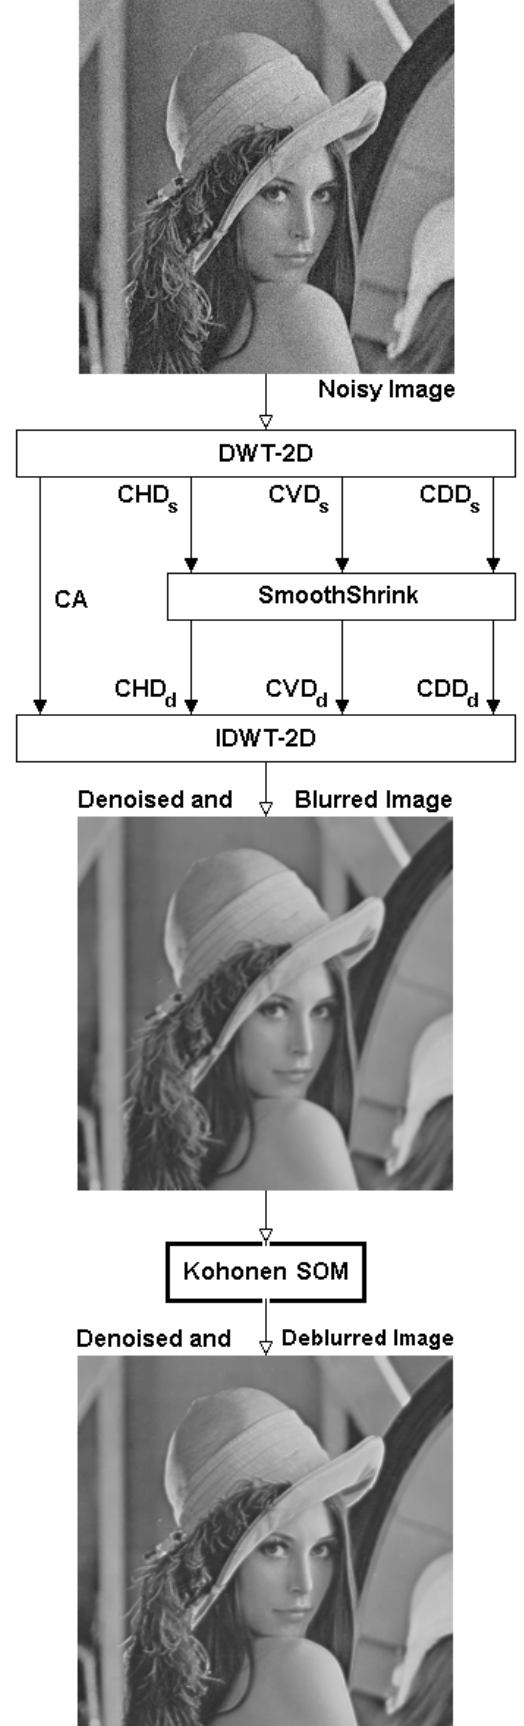 Noisy Image
DWT-2D
CHDs CVDs CDDs
CA
SmoothShrink
CHDd CVDd CDDd
IDWT-2D
Denoised and Blurred Image
Kohonen SOM
Denoised and Deblurred Image